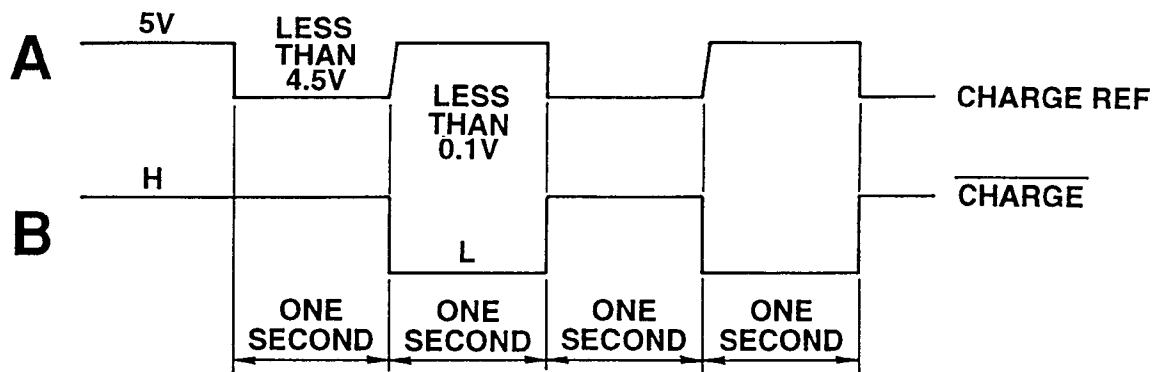 A
5V
LESS
THAN
4.5V
LESS
THAN
0.1V
CHARGE REF
B
H
L
CHARGE
ONE
SECOND
ONE
SECOND
ONE
SECOND
ONE
SECOND